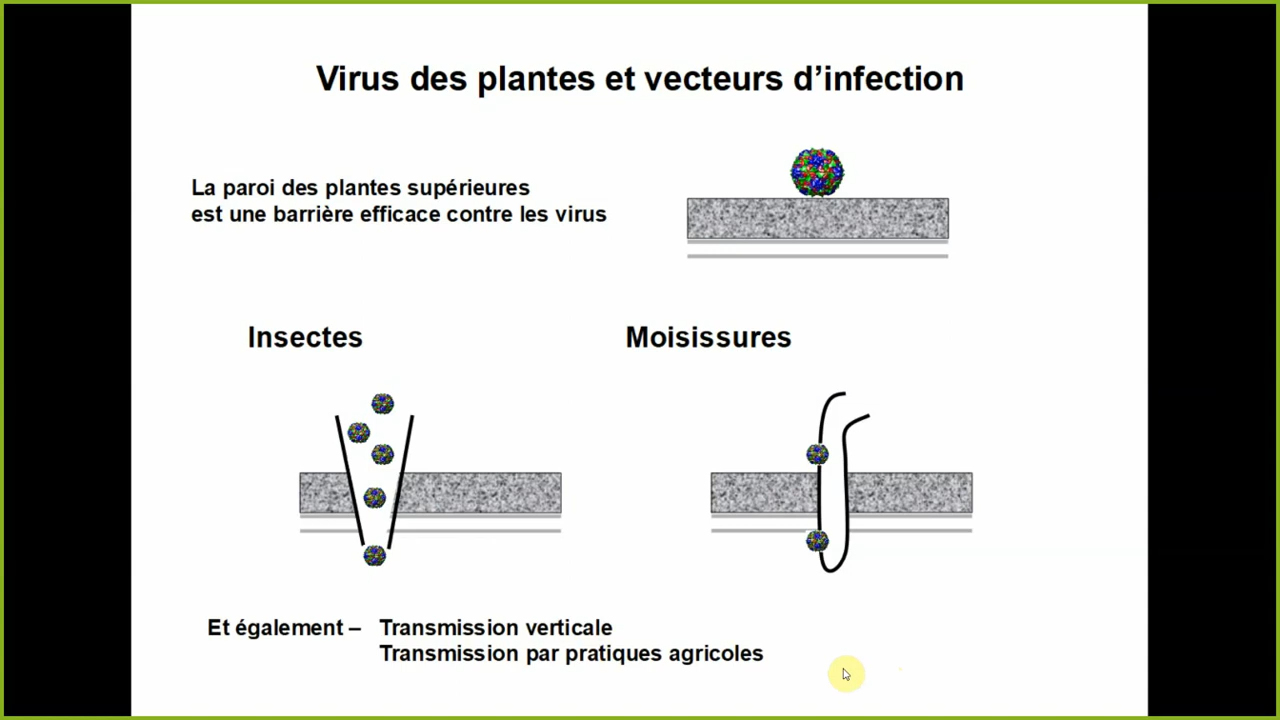 Virus des plantes et vecteurs d’infection
La paroi des plantes supérieures
est une barrière efficace contre les virus
Insectes
Moisissures
Et également – Transmission verticale
Transmission par pratiques agricoles